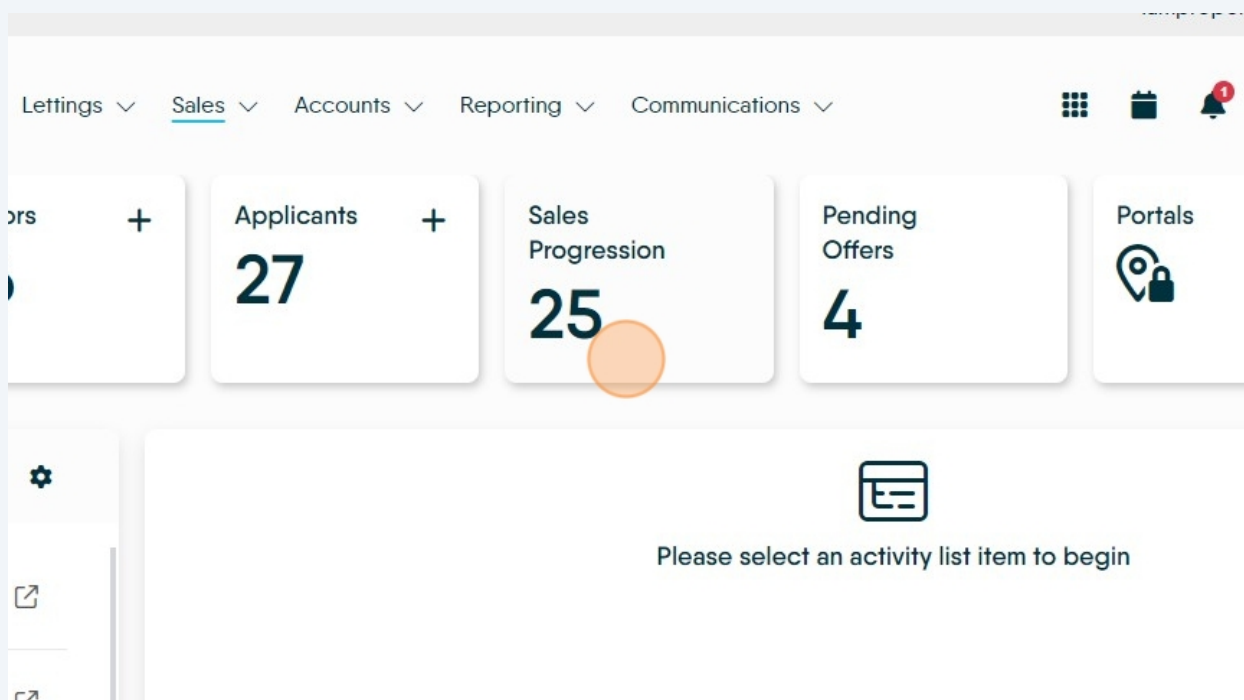 Lettings Sales Accounts Reporting Communications
1
Applicants
27
Sales
Progression
25
Pending
Offers
4
Portals
Please select an activity list item to begin